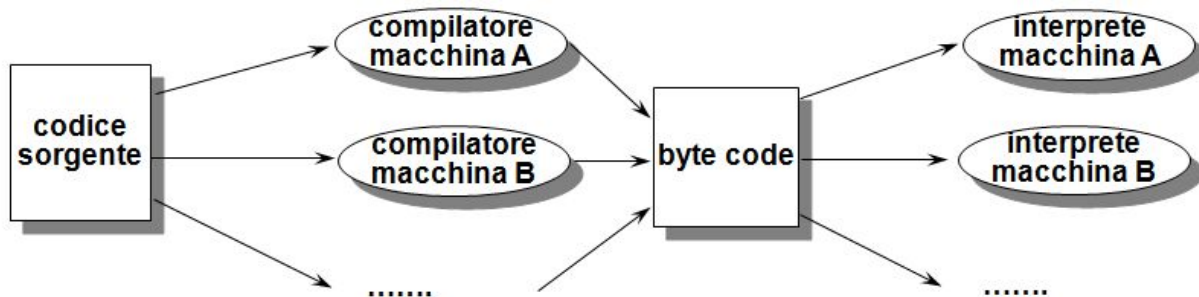 codice
sorgente
compilatore
macchina A
compilatore
macchina B
.......
byte code
interprete
macchina A
interprete
macchina B
.......